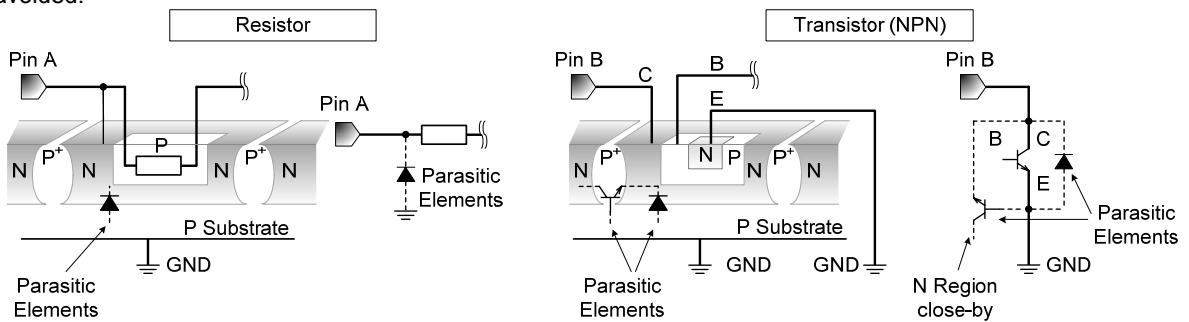 avoided.
Resistor
Transistor (NPN)
Pin A
Pin A
N
P+
N
P
N
P+
N
Parasitic
Elements
P Substrate
GND
Parasitic
Elements
Pin B
C
B
E
N
P+
N
N
P
N
P+
N
P Substrate
GND
GND
Parasitic
Elements
Pin B
B
C
E
Parasitic
Elements
GND
N Region
close-by